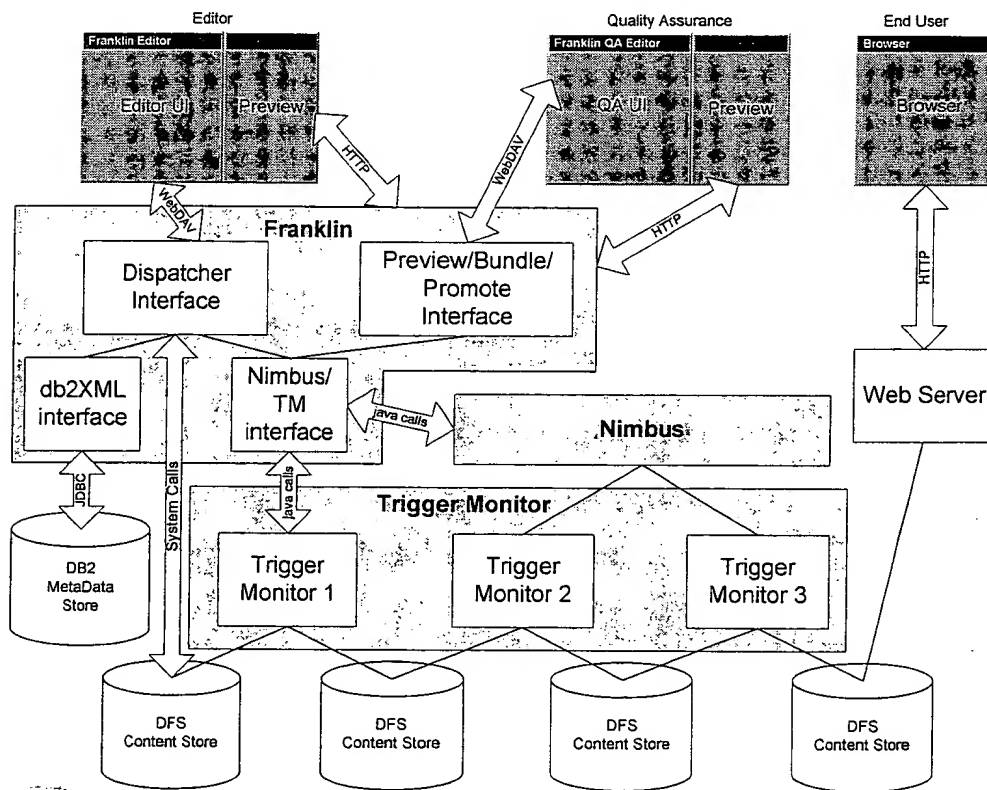 Editor
Quality Assurance
End User
Franklin Editor
Franklin QA Editor
Browser
Editor UI
Preview
QA UI
Preview
Browser
HTTP
WebDAV
WebDAV
HTTP
HTTP
Franklin
Dispatcher
Interface
Preview/Bundle/
Promote
Interface
db2XML
interface
Nimbus/
TM
interface
java calls
Nimbus
Web Server
JDBC
System Calls
java calls
Trigger Monitor
Trigger
Monitor 1
Trigger
Monitor 2
Trigger
Monitor 3
DB2
MetaData
Store
DFS
Content Store
DFS
Content Store
DFS
Content Store
DFS
Content Store